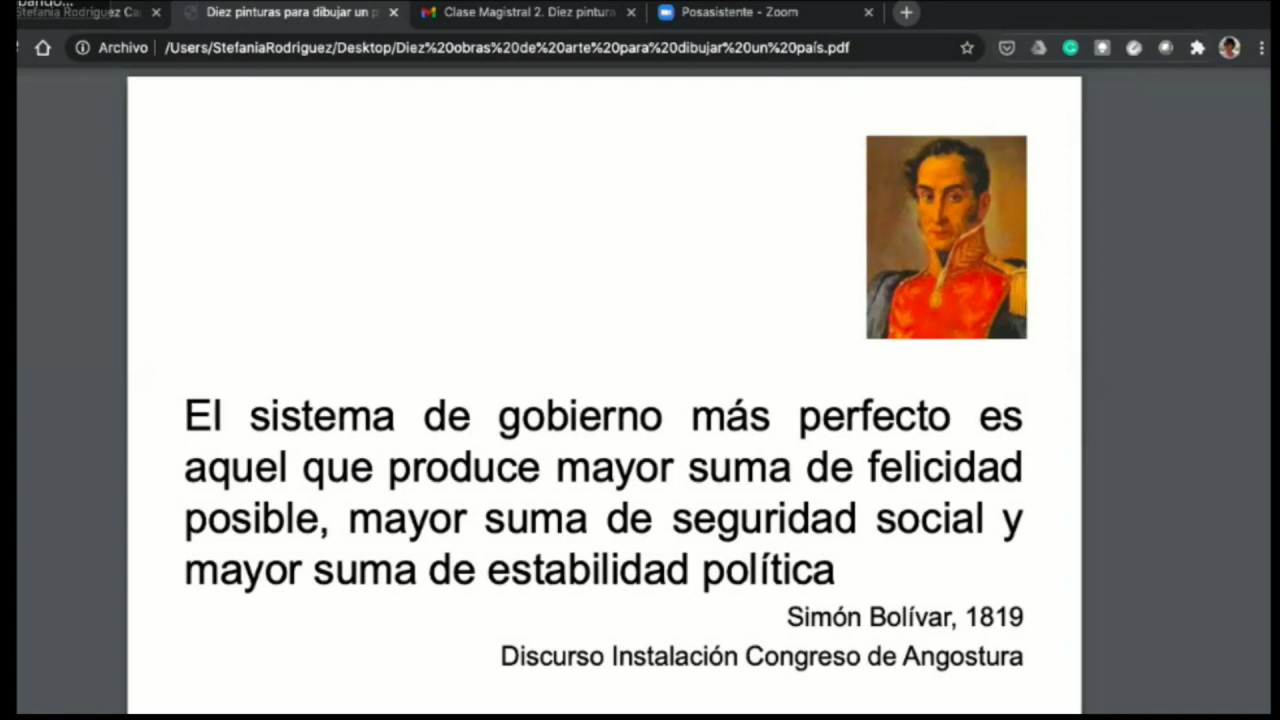 Stefania Rodriguez Ca
Diez pinturas para dibujar un p
Clase Magistral 2. Diez pintura
Posasistente - Zoom
Archivo
/Users/StefaniaRodriguez/Desktop/Diez%20obras%20de%20arte%20para%20dibujar%20un%20país.pdf
El sistema de gobierno más perfecto es
aquel que produce mayor suma de felicidad
posible, mayor suma de seguridad social y
mayor suma de estabilidad política
Simón Bolívar, 1819
Discurso Instalación Congreso de Angostura